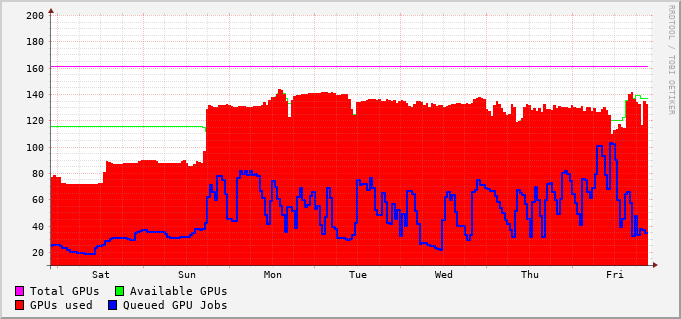 200
180
160
140
120
100
80
60
40
20
Sat Sun Mon Tue Wed Thu Fri
Total GPUs Available GPUs
GPUs used Queued GPU Jobs
RRDTOOL / TOBI OETIKER